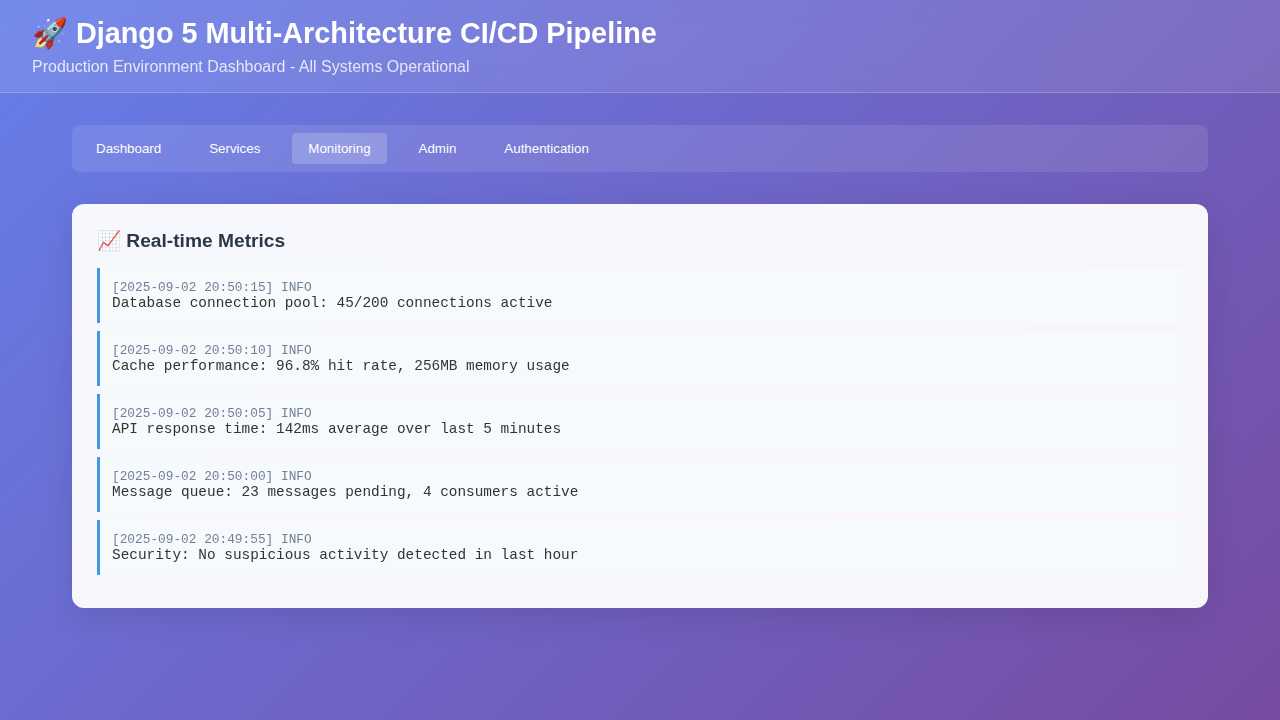 🚀 Django 5 Multi-Architecture CI/CD Pipeline
Production Environment Dashboard - All Systems Operational
Dashboard Services Monitoring Admin Authentication
📈 Real-time Metrics
[2025-09-02 20:50:15] INFO
Database connection pool: 45/200 connections active
[2025-09-02 20:50:10] INFO
Cache performance: 96.8% hit rate, 256MB memory usage
[2025-09-02 20:50:05] INFO
API response time: 142ms average over last 5 minutes
[2025-09-02 20:50:00] INFO
Message queue: 23 messages pending, 4 consumers active
[2025-09-02 20:49:55] INFO
Security: No suspicious activity detected in last hour